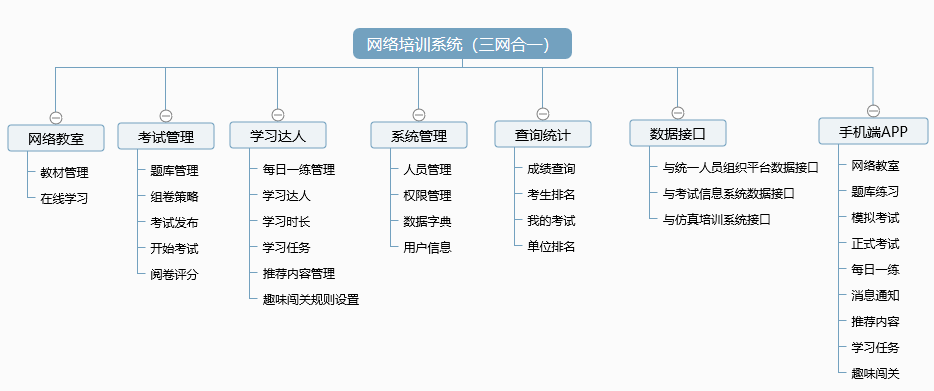 网络培训系统（三网合一）
网络教室
教材管理
在线学习
考试管理
题库管理
组卷策略
考试发布
开始考试
阅卷评分
学习达人
每日一练管理
学习达人
学习时长
学习任务
推荐内容管理
趣味闯关规则设置
系统管理
人员管理
权限管理
数据字典
用户信息
查询统计
成绩查询
考生排名
我的考试
单位排名
数据接口
与统一人员组织平台数据接口
与考试信息系统数据接口
与仿真培训系统接口
手机端APP
网络教室
题库练习
模拟考试
正式考试
每日一练
消息通知
推荐内容
学习任务
趣味闯关